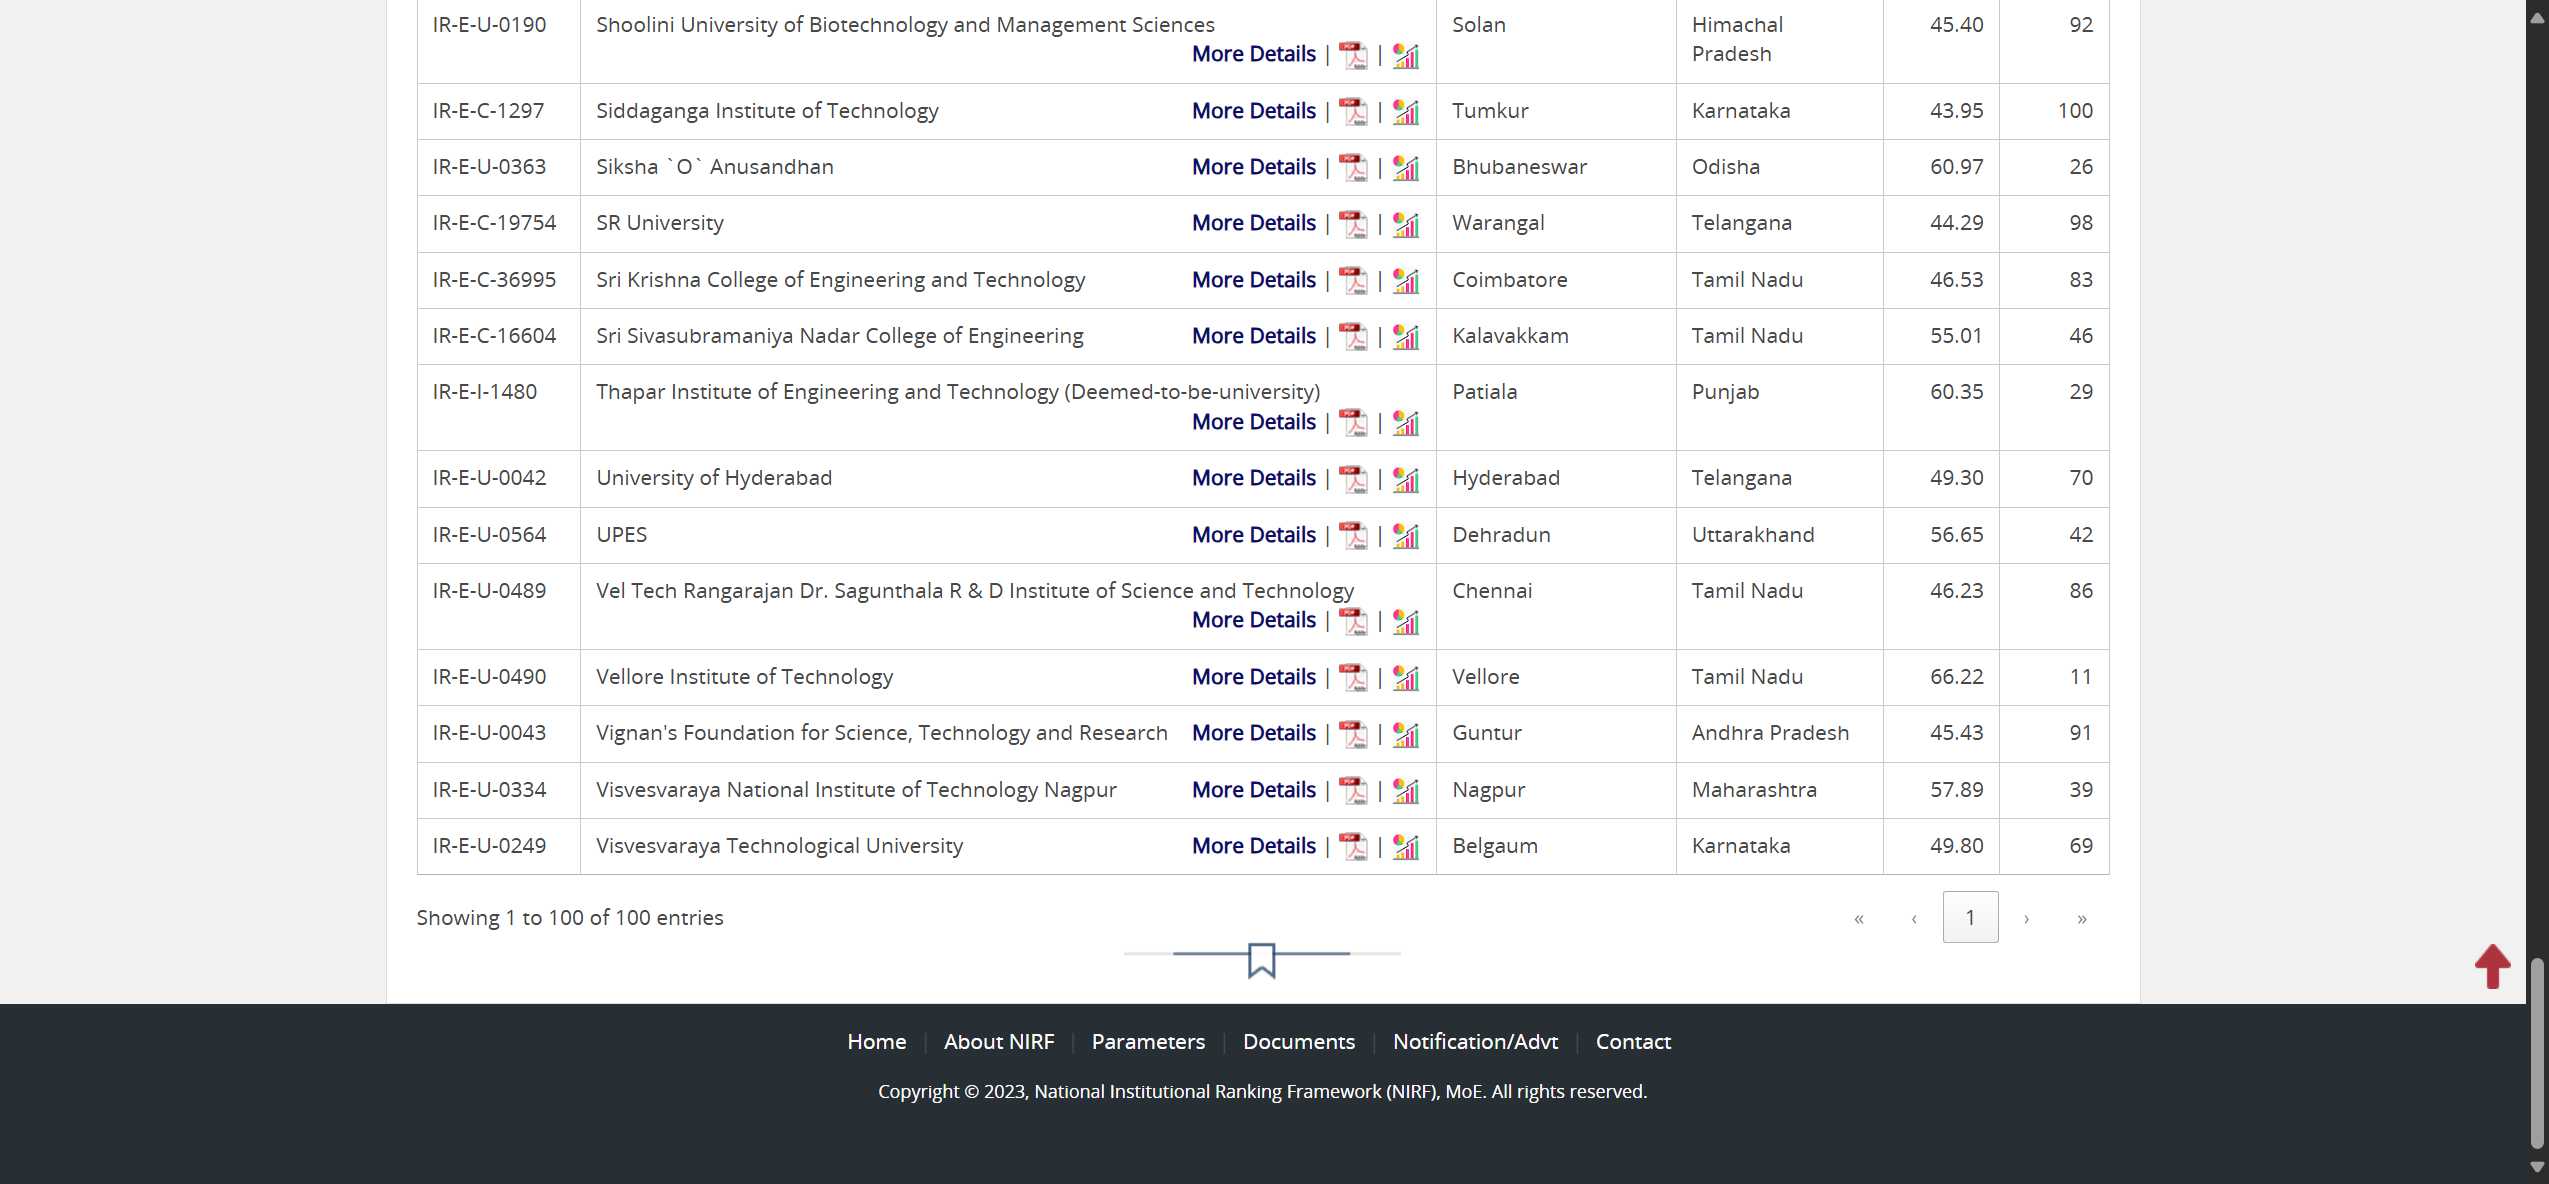 IR-E-U-0190 Shoolini University of Biotechnology and Management Sciences Solan Himachal 45.40 92
More Details | | Pradesh
IR-E-C-1297 Siddaganga Institute of Technology More Details | | Tumkur Karnataka 43.95 100
IR-E-U-0363 Siksha `O` Anusandhan More Details | | Bhubaneswar Odisha 60.97 26
IR-E-C-19754 SR University More Details | | Warangal Telangana 44.29 98
IR-E-C-36995 Sri Krishna College of Engineering and Technology More Details | | Coimbatore Tamil Nadu 46.53 83
IR-E-C-16604 Sri Sivasubramaniya Nadar College of Engineering More Details | | Kalavakkam Tamil Nadu 55.01 46
IR-E-I-1480 Thapar Institute of Engineering and Technology (Deemed-to-be-university) Patiala Punjab 60.35 29
More Details | |
IR-E-U-0042 University of Hyderabad More Details | | Hyderabad Telangana 49.30 70
IR-E-U-0564 UPES More Details | | Dehradun Uttarakhand 56.65 42
IR-E-U-0489 Vel Tech Rangarajan Dr. Sagunthala R & D Institute of Science and Technology Chennai Tamil Nadu 46.23 86
More Details | |
IR-E-U-0490 Vellore Institute of Technology More Details | | Vellore Tamil Nadu 66.22 11
IR-E-U-0043 Vignan's Foundation for Science, Technology and Research More Details | | Guntur Andhra Pradesh 45.43 91
IR-E-U-0334 Visvesvaraya National Institute of Technology Nagpur More Details | | Nagpur Maharashtra 57.89 39
IR-E-U-0249 Visvesvaraya Technological University More Details | | Belgaum Karnataka 49.80 69
Showing 1 to 100 of 100 entries « ‹ 1 › »
Home | About NIRF | Parameters | Documents | Notification/Advt | Contact
Copyright © 2023, National Institutional Ranking Framework (NIRF), MoE. All rights reserved.